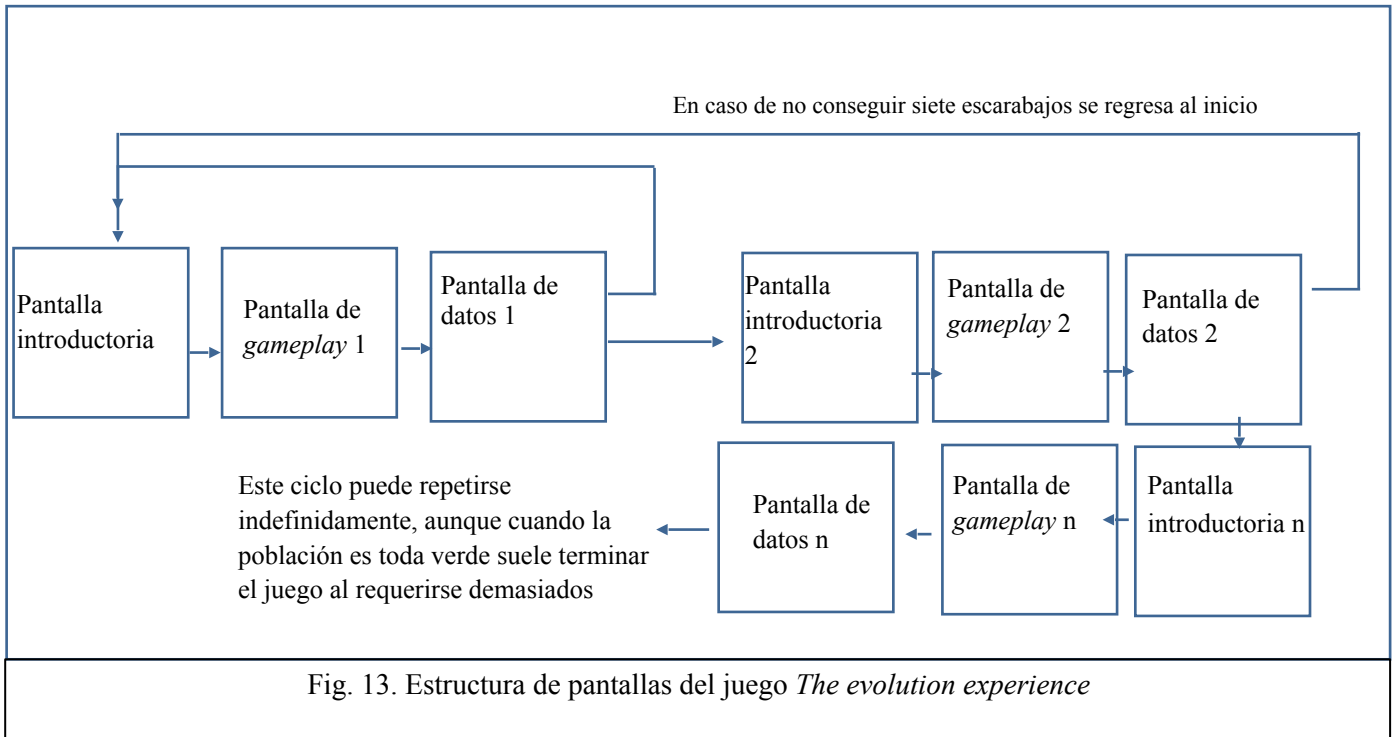 En caso de no conseguir siete escarabajos se regresa al inicio
Pantalla
introductoria
Pantalla de
gameplay 1
Pantalla de
datos 1
Pantalla
introductoria
2
Pantalla de
gameplay 2
Pantalla de
datos 2
Pantalla
introductoria n
Pantalla de
gameplay n
Pantalla de
datos n
Este ciclo puede repetirse
indefinidamente, aunque cuando la
población es toda verde suele terminar
el juego al requerirse demasiados
Fig. 13. Estructura de pantallas del juego The evolution experience